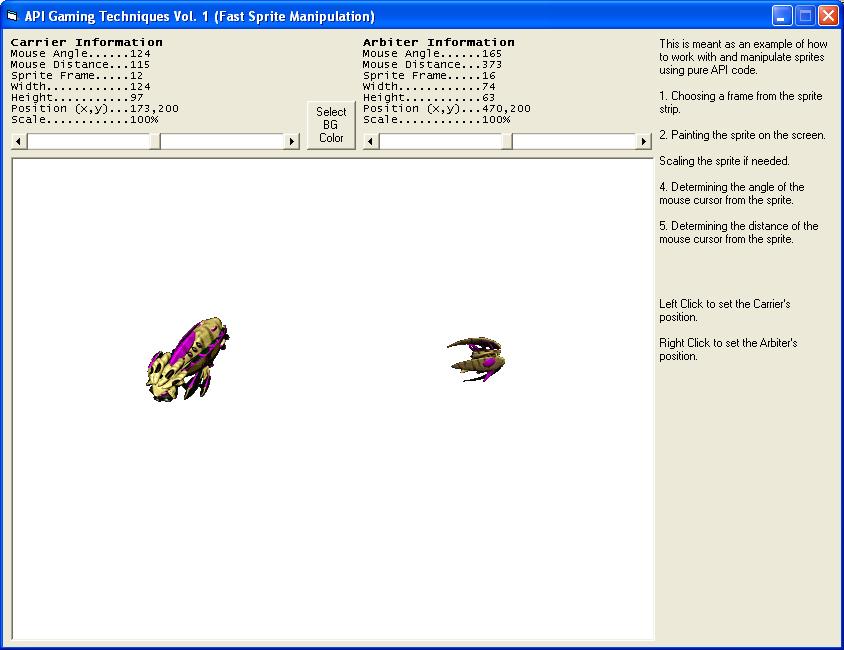 API Gaming Techniques Vol. 1 (Fast Sprite Manipulation)
Carrier Information
Mouse Angle......124
Mouse Distance...115
Sprite Frame.....12
Width............124
Height...........97
Position (x,y)...173,200
Scale............100%
Select
BG
Color
Arbiter Information
Mouse Angle......165
Mouse Distance...373
Sprite Frame.....16
Width............74
Height...........63
Position (x,y)...470,200
Scale............100%
This is meant as an example of how
to work with and manipulate sprites
using pure API code.
1. Choosing a frame from the sprite
strip.
2. Painting the sprite on the screen.
Scaling the sprite if needed.
4. Determining the angle of the
mouse cursor from the sprite.
5. Determining the distance of the
mouse cursor from the sprite.
Left Click to set the Carrier's
position.
Right Click to set the Arbiter's
position.